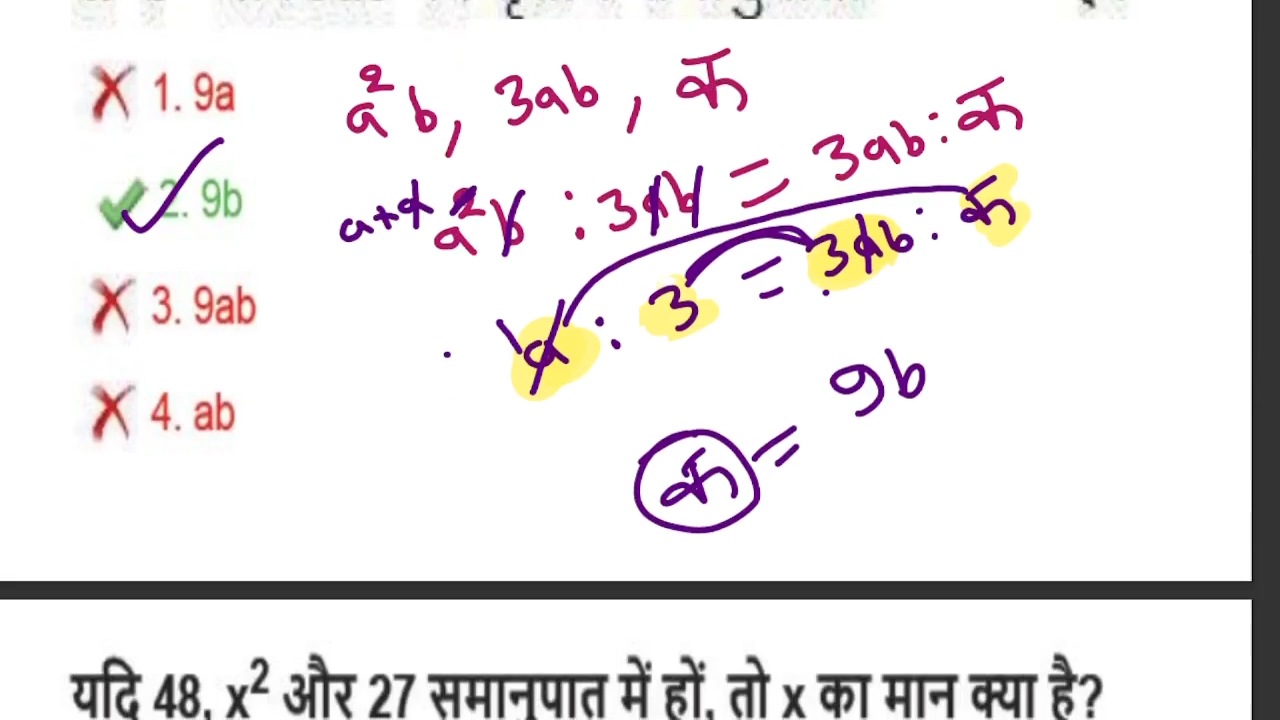 1. 9a
a²b, 3ab, क
2. 9b
a×a a²b : 3ab = 3ab : क
a : 3 = 3ab : क
3. 9ab
9b
4. ab
क =
यदि 48, x² और 27 समानुपात में हों, तो x का मान क्या है?